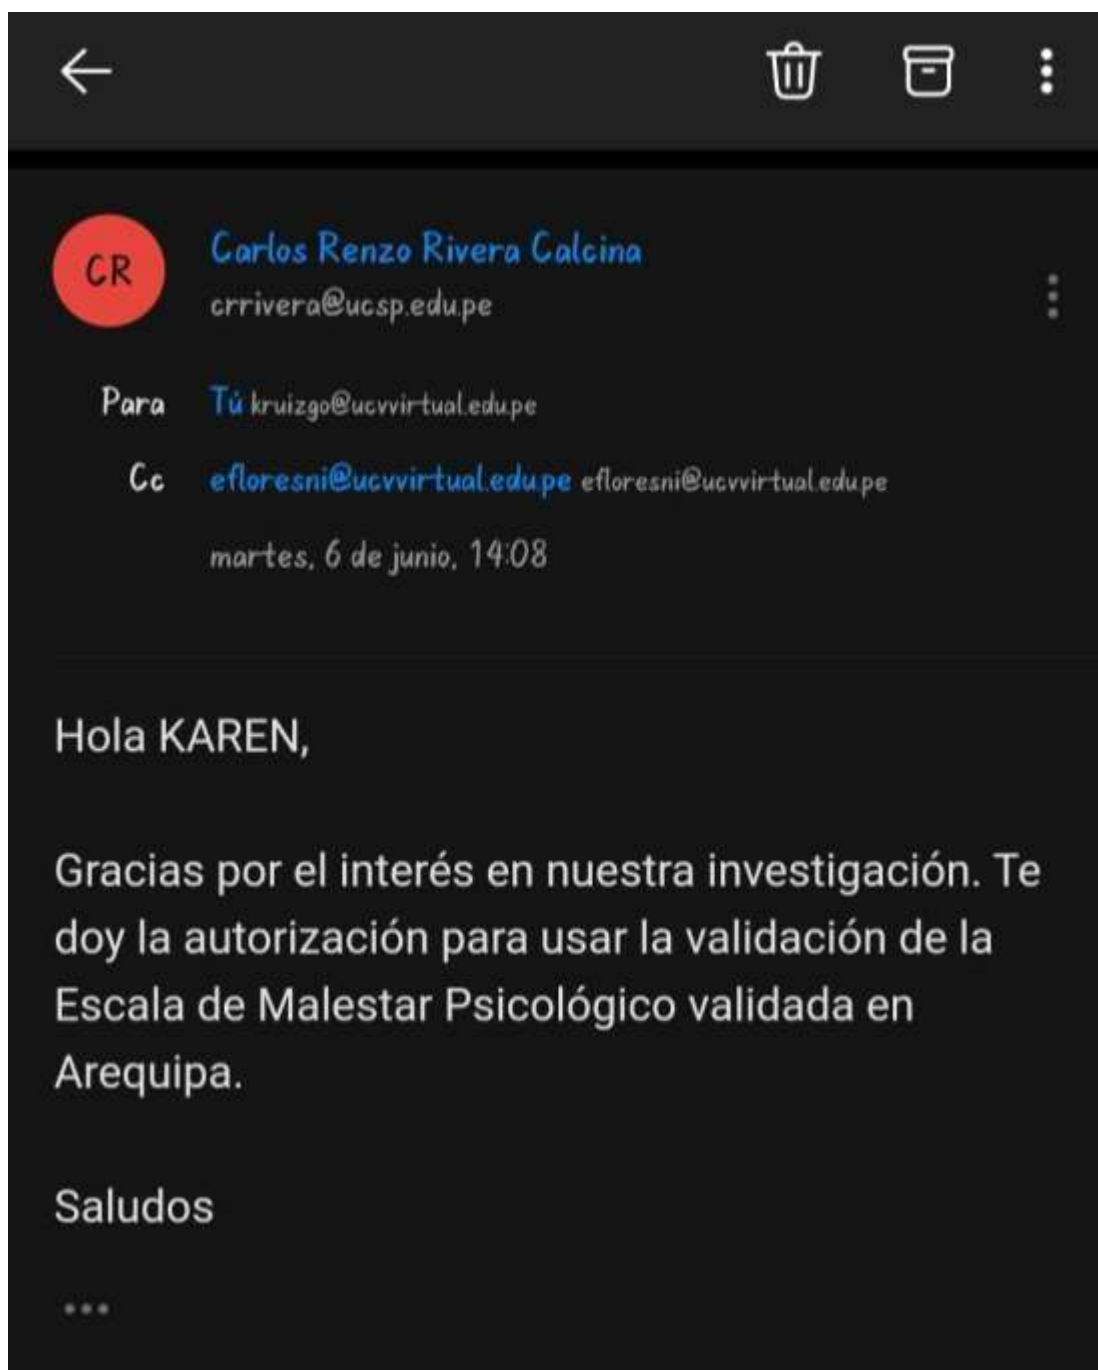 CR
Carlos Renzo Rivera Calcina
crrivera@ucsp.edu.pe
Para Tú kruizgo@ucvvirtual.edu.pe
Cc efloresni@ucvvirtual.edu.pe efloresni@ucvvirtual.edu.pe
martes, 6 de junio, 14:08
Hola KAREN,
Gracias por el interés en nuestra investigación. Te
doy la autorización para usar la validación de la
Escala de Malestar Psicológico validada en
Arequipa.
Saludos